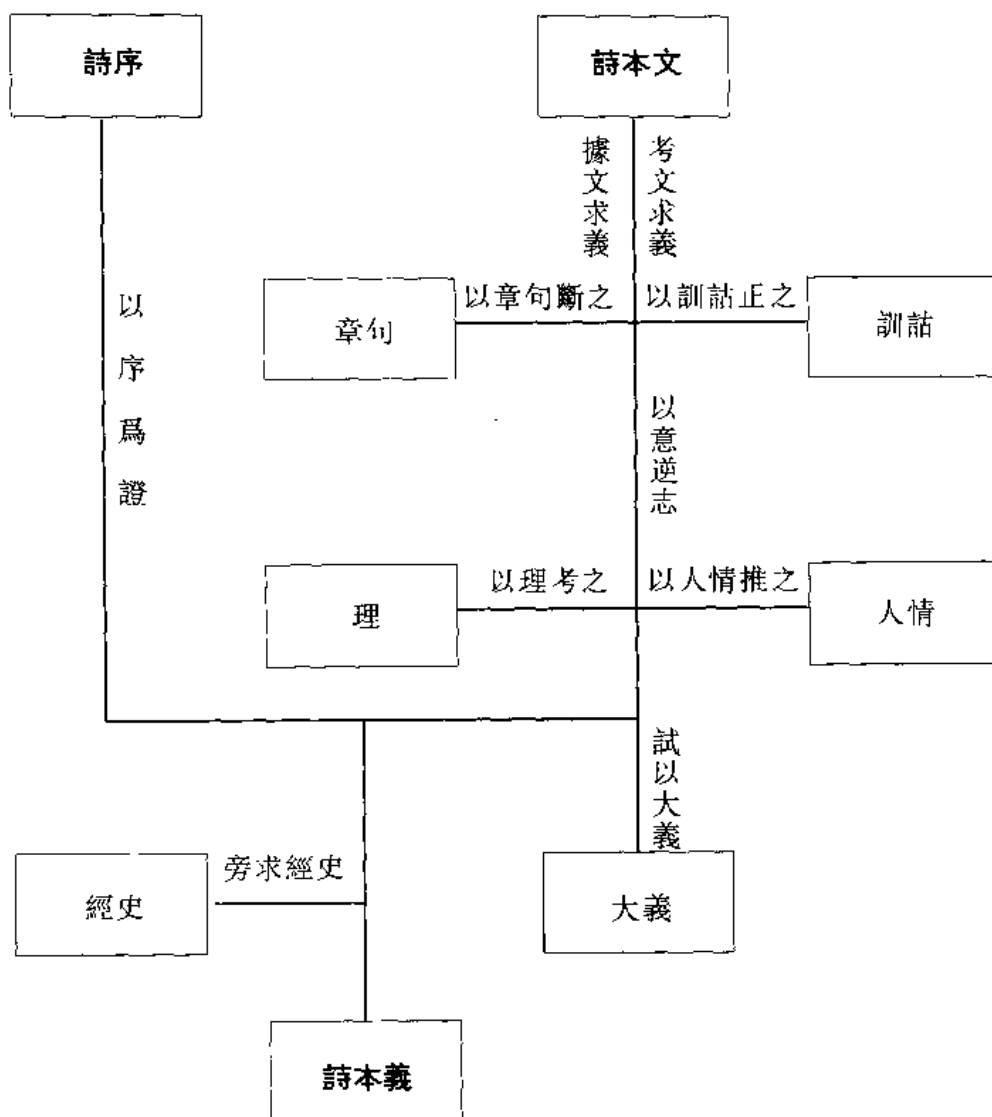 詩序
詩本文
據文求義
考文求義
以序爲證
章句
以章句斷之
以訓詁正之
訓詁
以意逆志
理
以理考之
以人情推之
人情
試以大義
經史
旁求經史
大義
詩本義